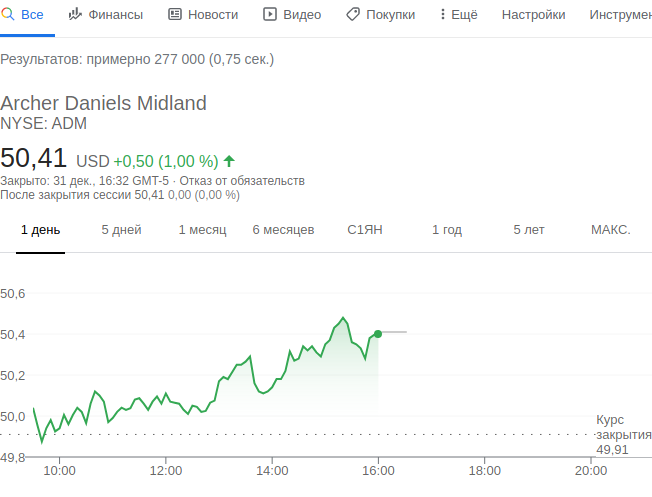 Все Финансы Новости Видео Покупки Ещё Настройки Инструмен
Результатов: примерно 277 000 (0,75 сек.)
Archer Daniels Midland
NYSE: ADM
50,41 USD +0,50 (1,00 %)
Закрыто: 31 дек., 16:32 GMT-5 · Отказ от обязательств
После закрытия сессии 50,41 0,00 (0,00 %)
1 день 5 дней 1 месяц 6 месяцев С1ЯН 1 год 5 лет МАКС.
50,6
50,4
50,2
50,0
Курс
закрытия
49,91
49,8
10:00 12:00 14:00 16:00 18:00 20:00